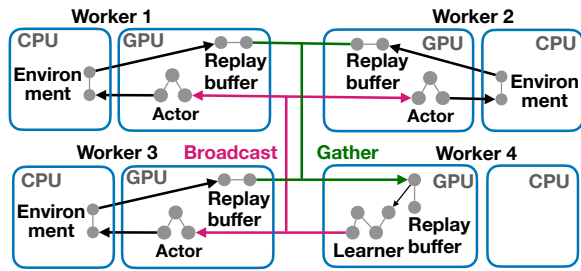 Worker 1
CPU
GPU
Environ
ment
Replay
buffer
Actor
Worker 2
GPU
CPU
Replay
buffer
Actor
Environ
ment
Worker 3
CPU
GPU
Environ
ment
Replay
buffer
Actor
Broadcast
Gather
Worker 4
GPU
CPU
Learner
Replay
buffer